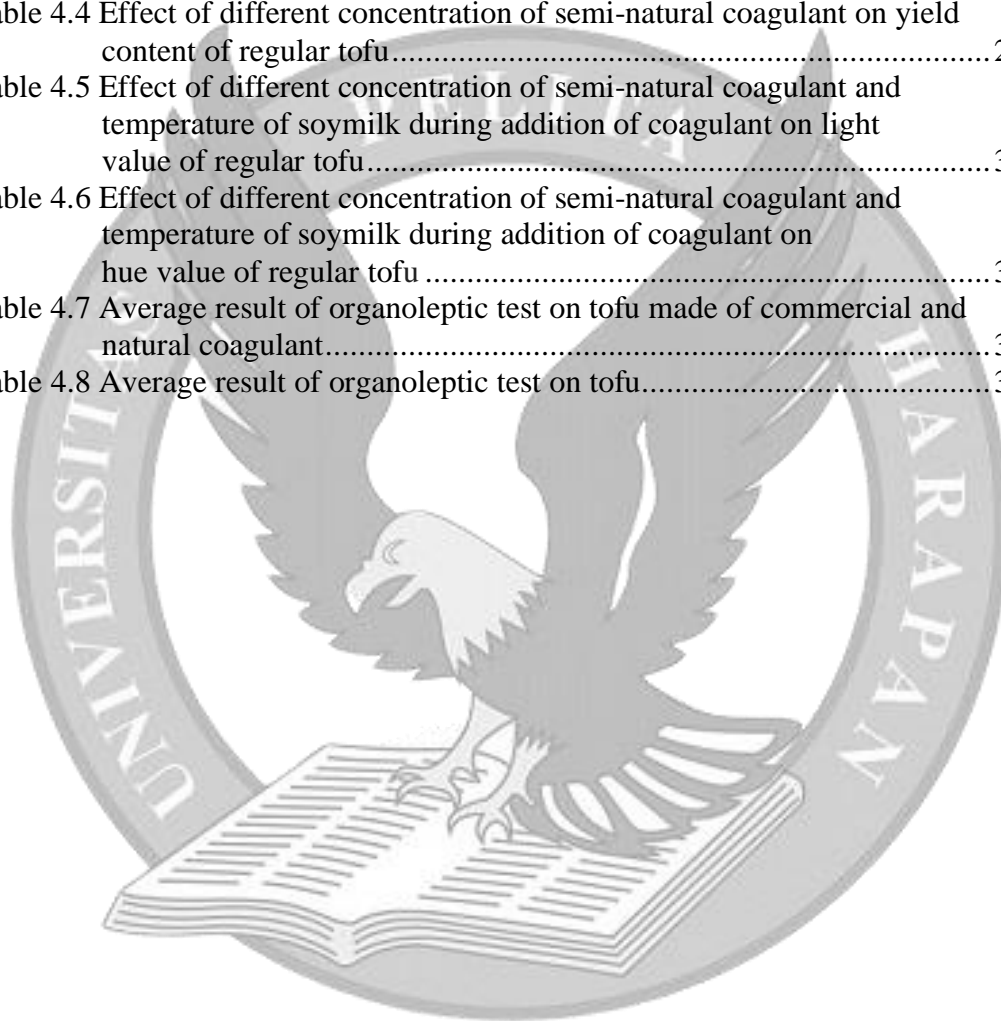 able 4.4 Effect of different concentration of semi-natural coagulant on yield
content of regular tofu.......................................................................... 2
able 4.5 Effect of different concentration of semi-natural coagulant and
temperature of soymilk during addition of coagulant on light
value of regular tofu............................................................................. 3
able 4.6 Effect of different concentration of semi-natural coagulant and
temperature of soymilk during addition of coagulant on
hue value of regular tofu ..................................................................... 3
able 4.7 Average result of organoleptic test on tofu made of commercial and
natural coagulant.................................................................................. 3
able 4.8 Average result of organoleptic test on tofu........................................... 3
UNIVERSITAS PELITA HARAPAN